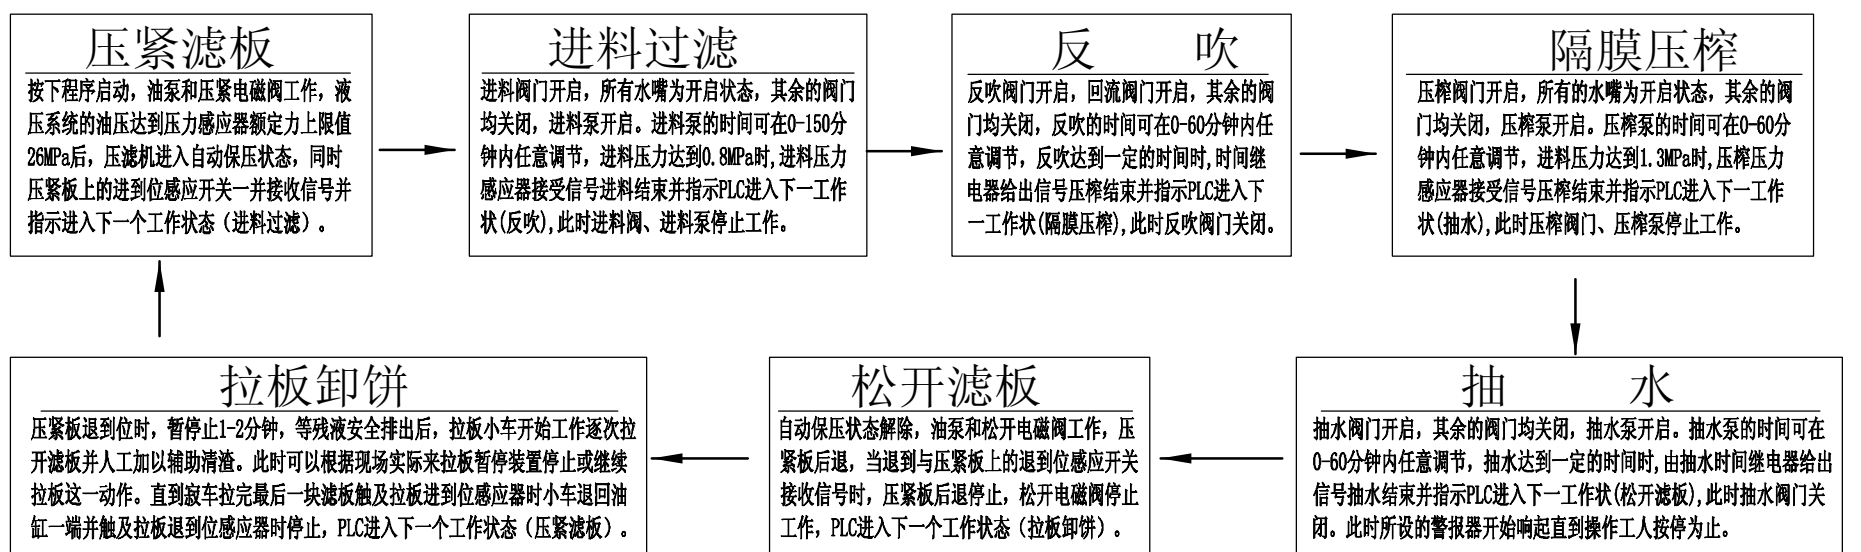 压紧滤板
按下程序启动，油泵和压紧电磁阀工作，液
压系统的油压达到压力感应器额定力上限值
26MPa后，压滤机进入自动保压状态，同时
压紧板上的进到位感应开关一并接收信号并
指示进入下一个工作状态（进料过滤）。
进料过滤
进料阀门开启，所有水嘴为开启状态，其余的阀门
均关闭，进料泵开启。进料泵的时间可在0-150分
钟内任意调节，进料压力达到0.8MPa时,进料压力
感应器接受信号进料结束并指示PLC进入下一工作
状(反吹),此时进料阀、进料泵停止工作。
反 吹
反吹阀门开启，回流阀门开启，其余的阀
门均关闭，反吹的时间可在0-60分钟内任
意调节，反吹达到一定的时间时,时间继
电器给出信号压榨结束并指示PLC进入下
一工作状(隔膜压榨),此时反吹阀门关闭。
隔膜压榨
压榨阀门开启，所有的水嘴为开启状态，其余的阀
门均关闭，压榨泵开启。压榨泵的时间可在0-60分
钟内任意调节，进料压力达到1.3MPa时,压榨压力
感应器接受信号压榨结束并指示PLC进入下一工作
状(抽水),此时压榨阀门、压榨泵停止工作。
抽 水
抽水阀门开启，其余的阀门均关闭，抽水泵开启。抽水泵的时间可在
0-60分钟内任意调节，抽水达到一定的时间时,由抽水时间继电器给出
信号抽水结束并指示PLC进入下一工作状(松开滤板),此时抽水阀门关
闭。此时所设的警报器开始响起直到操作工人按停为止。
松开滤板
自动保压状态解除，油泵和松开电磁阀工作，压
紧板后退，当退到与压紧板上的退到位感应开关
接收信号时，压紧板后退停止，松开电磁阀停止
工作，PLC进入下一个工作状态（拉板卸饼）。
拉板卸饼
压紧板退到位时，暂停止1-2分钟，等残液安全排出后，拉板小车开始工作逐次拉
开滤板并人工加以辅助清渣。此时可以根据现场实际来拉板暂停装置停止或继续
拉板这一动作。直到滱车拉完最后一块滤板触及拉板进到位感应器时小车退回油
缸一端并触及拉板退到位感应器时停止，PLC进入下一个工作状态（压紧滤板）。